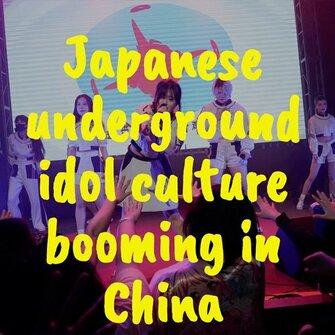 Japanese
underground
idol culture
booming in
China